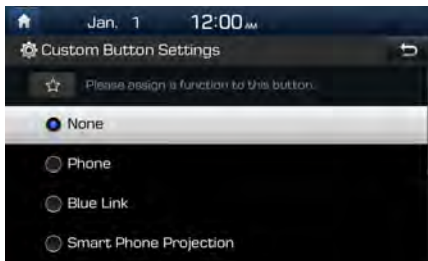 Jan. 1 12:00 AM
Custom Button Settings
Please assign a function to this button.
None
Phone
Blue Link
Smart Phone Projection